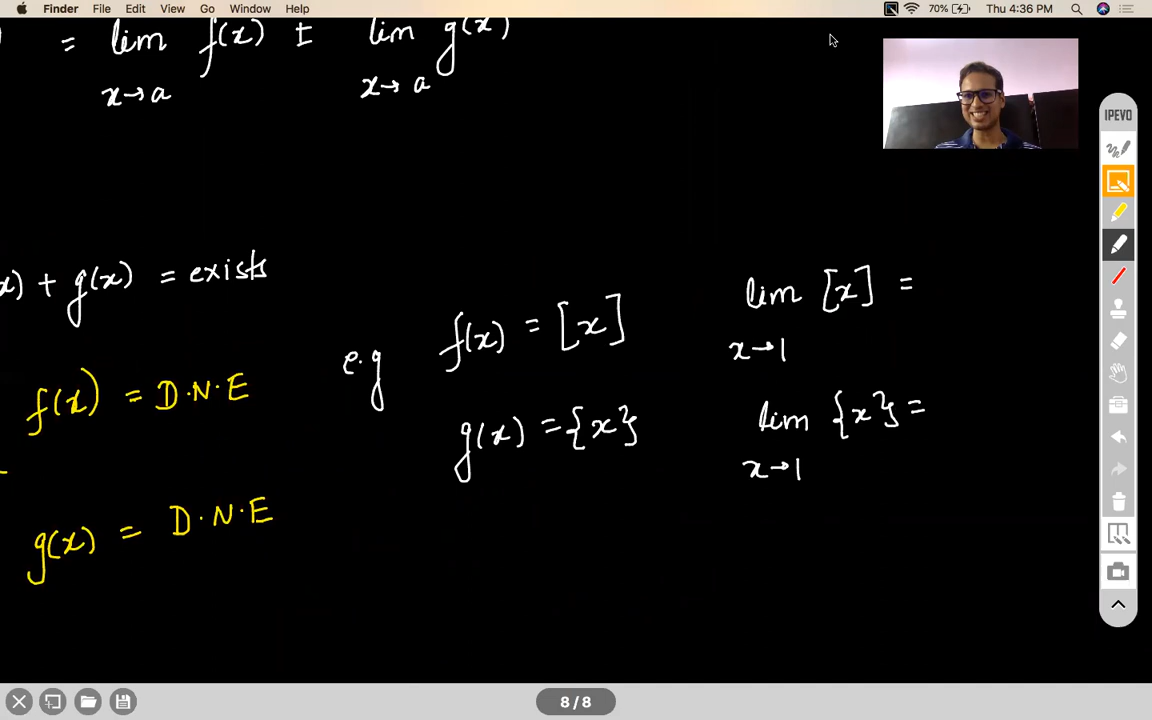 Finder File Edit View Go Window Help 70% Thu 4:36 PM
= lim f(x) ± lim g(x)
x→a x→a
IPEVO
x) + g(x) = exists
f(x) = D.N.E
g(x) = D.N.E
e.g f(x) = [x]
g(x) = {x}
lim [x] =
x→1
lim {x} =
x→1
8/8